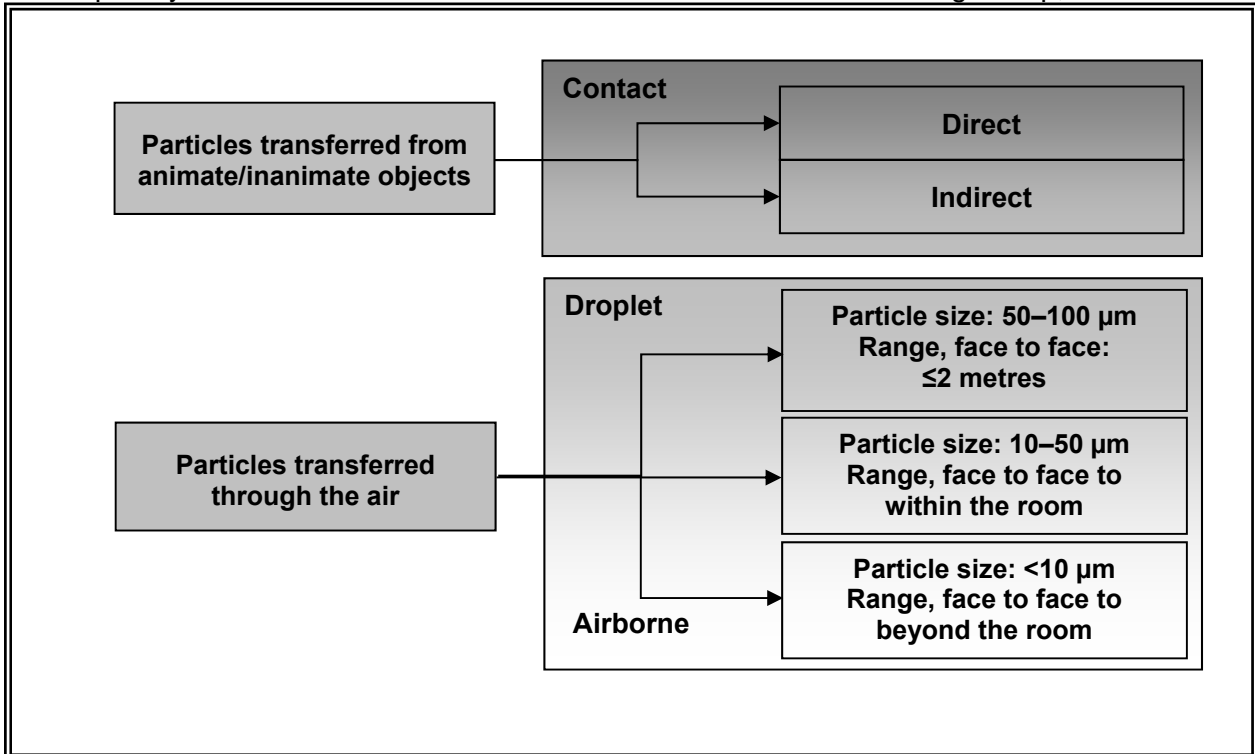 Contact
Particles transferred from
animate/inanimate objects
Direct
Indirect
Droplet
Particle size: 50–100 µm
Range, face to face:
≤2 metres
Particles transferred
through the air
Particle size: 10–50 µm
Range, face to face to
within the room
Particle size: <10 µm
Range, face to face to
beyond the room
Airborne